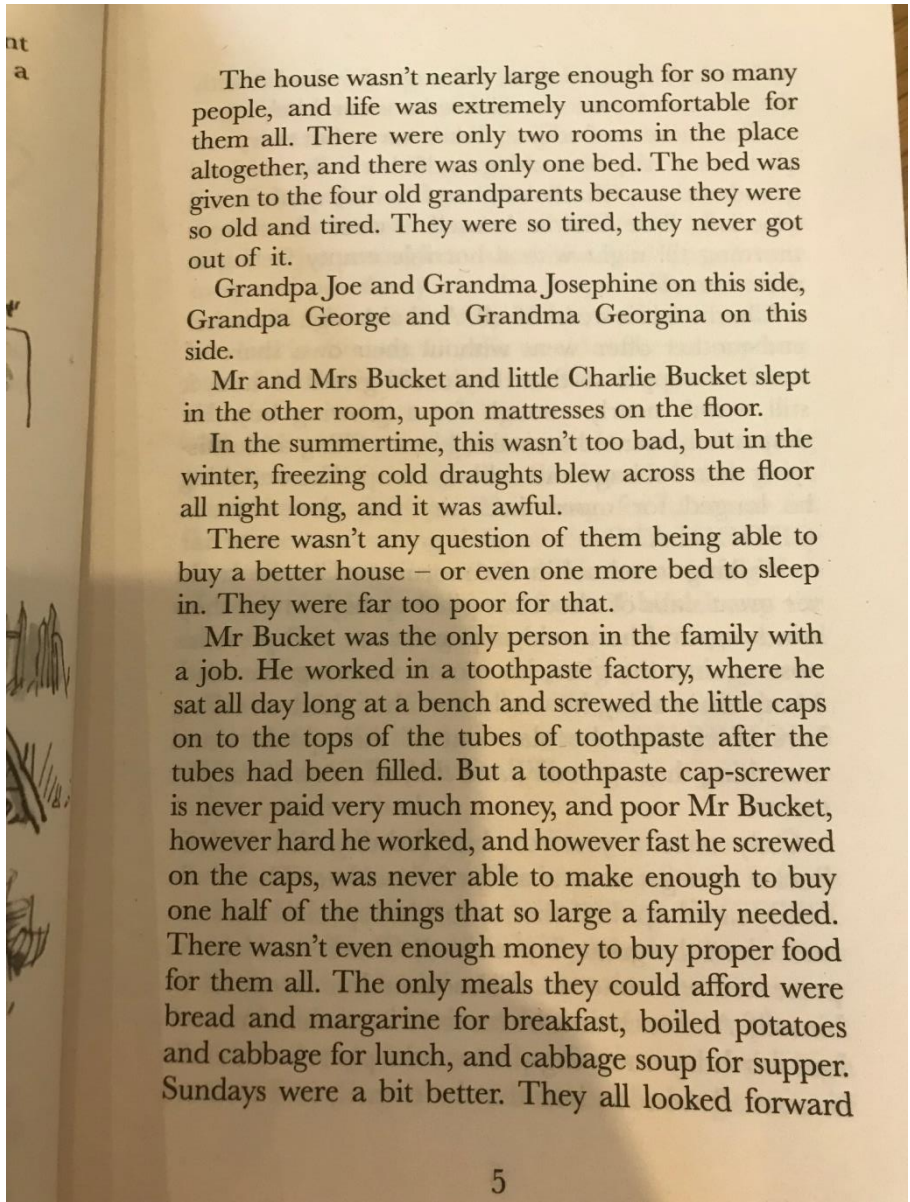 nt
a
The house wasn't nearly large enough for so many
people, and life was extremely uncomfortable for
them all. There were only two rooms in the place
altogether, and there was only one bed. The bed was
given to the four old grandparents because they were
so old and tired. They were so tired, they never got
out of it.
Grandpa Joe and Grandma Josephine on this side,
Grandpa George and Grandma Georgina on this
side.
Mr and Mrs Bucket and little Charlie Bucket slept
in the other room, upon mattresses on the floor.
In the summertime, this wasn't too bad, but in the
winter, freezing cold draughts blew across the floor
all night long, and it was awful.
There wasn't any question of them being able to
buy a better house – or even one more bed to sleep
in. They were far too poor for that.
Mr Bucket was the only person in the family with
a job. He worked in a toothpaste factory, where he
sat all day long at a bench and screwed the little caps
on to the tops of the tubes of toothpaste after the
tubes had been filled. But a toothpaste cap-screwer
is never paid very much money, and poor Mr Bucket,
however hard he worked, and however fast he screwed
on the caps, was never able to make enough to buy
one half of the things that so large a family needed.
There wasn't even enough money to buy proper food
for them all. The only meals they could afford were
bread and margarine for breakfast, boiled potatoes
and cabbage for lunch, and cabbage soup for supper.
Sundays were a bit better. They all looked forward
5